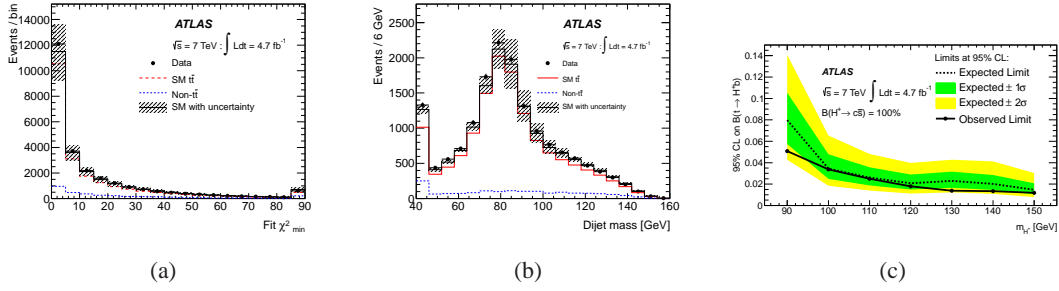 Events / bin
14000
12000
10000
8000
6000
4000
2000
0
ATLAS
√s = 7 TeV : ∫ Ldt = 4.7 fb⁻¹
Data
SM tt̄
Non-tt̄
SM with uncertainty
0 10 20 30 40 50 60 70 80 90
Fit χ² min
(a)
Events / 6 GeV
2500
2000
1500
1000
500
0
ATLAS
√s = 7 TeV : ∫ Ldt = 4.7 fb⁻¹
Data
SM tt̄
Non-tt̄
SM with uncertainty
40 60 80 100 120 140 160
Dijet mass [GeV]
(b)
95% CL on B(t → H⁺b)
0.14
0.12
0.1
0.08
0.06
0.04
0.02
0
ATLAS
√s = 7 TeV ∫ Ldt = 4.7 fb⁻¹
B(H⁺→ cs̄) = 100%
Limits at 95% CL:
Expected Limit
Expected ± 1σ
Expected ± 2σ
Observed Limit
90 100 110 120 130 140 150
m_H⁺ [GeV]
(c)